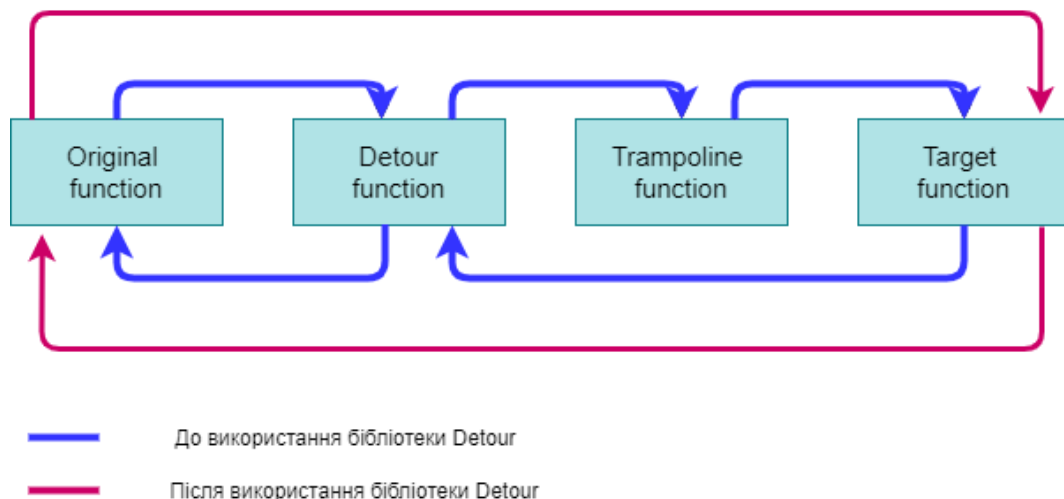 Original
function
Detour
function
Trampoline
function
Target
function
До використання бібліотеки Detour
Після використання бібліотеки Detour